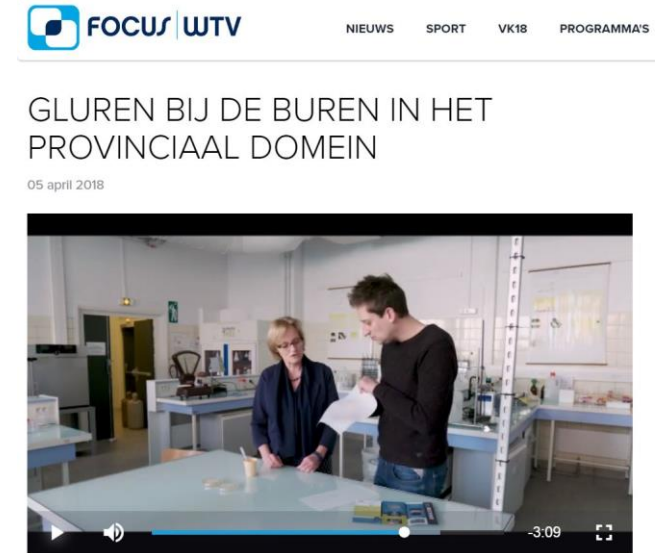 FOCUS WTV
NIEUWS SPORT VK18 PROGRAMMA'S
GLUREN BIJ DE BUREN IN HET
PROVINCIAAL DOMEIN
05 april 2018
-3:09